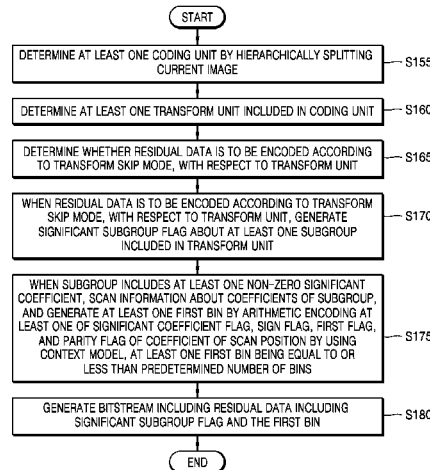 START
DETERMINE AT LEAST ONE CODING UNIT BY HIERARCHICALLY SPLITTING
CURRENT IMAGE
S155
DETERMINE AT LEAST ONE TRANSFORM UNIT INCLUDED IN CODING UNIT
S160
DETERMINE WHETHER RESIDUAL DATA IS TO BE ENCODED ACCORDING
TO TRANSFORM SKIP MODE, WITH RESPECT TO TRANSFORM UNIT
S165
WHEN RESIDUAL DATA IS TO BE ENCODED ACCORDING TO TRANSFORM
SKIP MODE, WITH RESPECT TO TRANSFORM UNIT, GENERATE
SIGNIFICANT SUBGROUP FLAG ABOUT AT LEAST ONE SUBGROUP
INCLUDED IN TRANSFORM UNIT
S170
WHEN SUBGROUP INCLUDES AT LEAST ONE NON-ZERO SIGNIFICANT
COEFFICIENT, SCAN INFORMATION ABOUT COEFFICIENTS OF SUBGROUP,
AND GENERATE AT LEAST ONE FIRST BIN BY ARITHMETIC ENCODING AT
LEAST ONE OF SIGNIFICANT COEFFICIENT FLAG, SIGN FLAG, FIRST FLAG,
AND PARITY FLAG OF COEFFICIENT OF SCAN POSITION BY USING
CONTEXT MODEL, AT LEAST ONE FIRST BIN BEING EQUAL TO OR
LESS THAN PREDETERMINED NUMBER OF BINS
S175
GENERATE BITSTREAM INCLUDING RESIDUAL DATA INCLUDING
SIGNIFICANT SUBGROUP FLAG AND THE FIRST BIN
S180
END